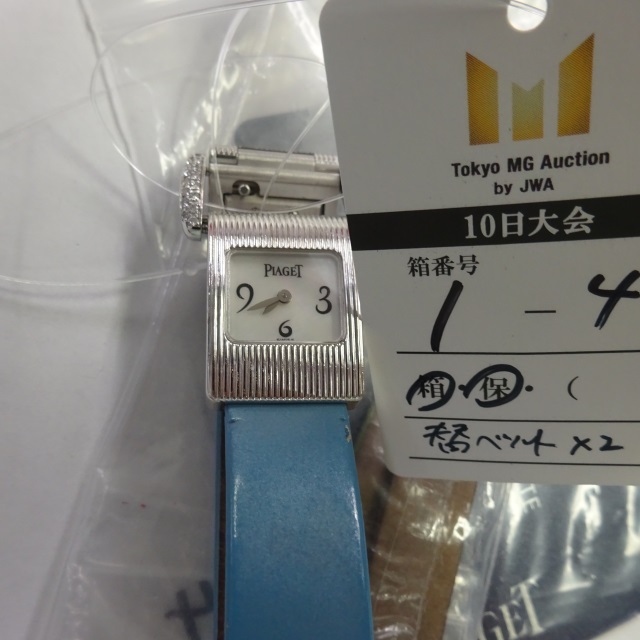 PIAGET
9 3
6
Tokyo MG Auction
by JWA
10日大会
箱番号
1 - 4
箱・保・(
ベルト×2